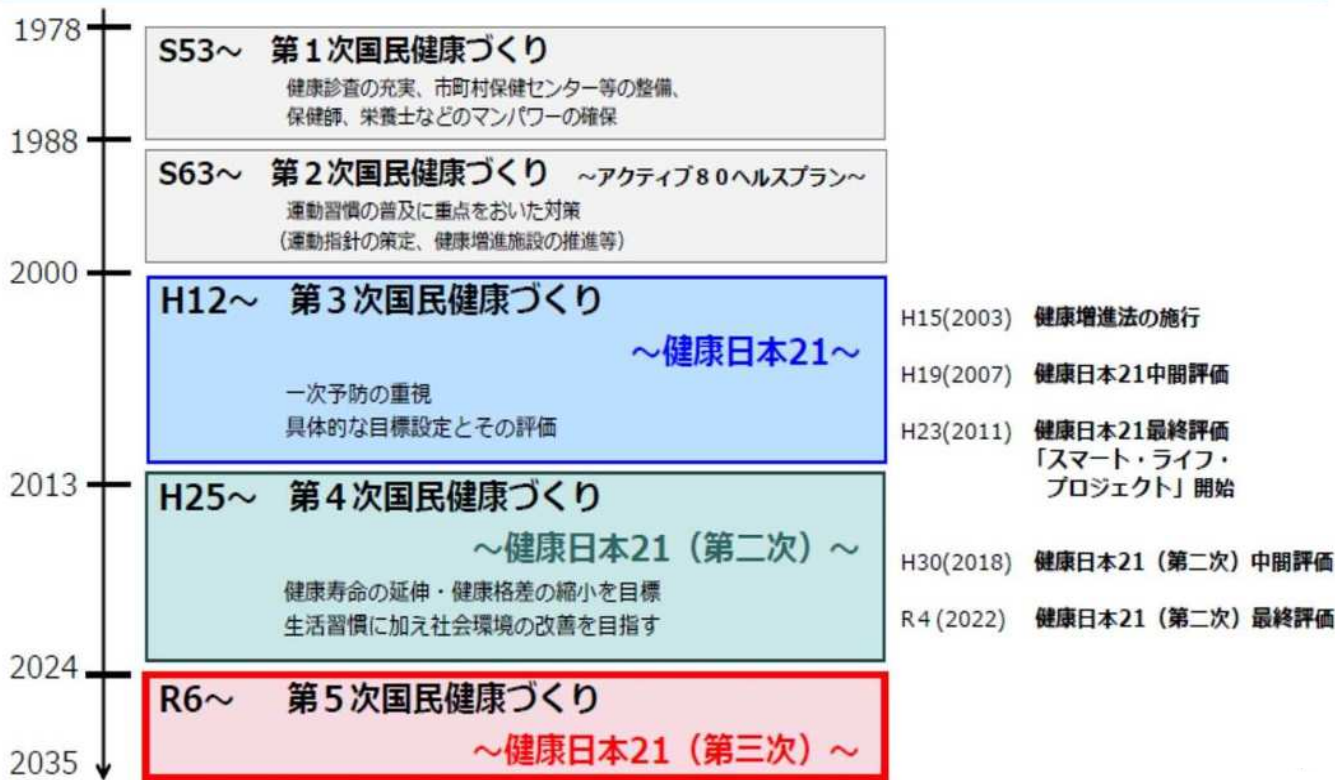 1978
S53～ 第１次国民健康づくり
健康診査の充実、市町村保健センター等の整備、
保健師、栄養士などのマンパワーの確保
1988
S63～ 第２次国民健康づくり ～アクティブ８０ヘルスプラン～
運動習慣の普及に重点をおいた対策
（運動指針の策定、健康増進施設の推進等）
2000
H12～ 第３次国民健康づくり
～健康日本21～
一次予防の重視
具体的な目標設定とその評価
H15(2003) 健康増進法の施行
H19(2007) 健康日本21中間評価
H23(2011) 健康日本21最終評価
「スマート・ライフ・
プロジェクト」開始
2013
H25～ 第４次国民健康づくり
～健康日本21（第二次）～
健康寿命の延伸・健康格差の縮小を目標
生活習慣に加え社会環境の改善を目指す
H30(2018) 健康日本21（第二次）中間評価
R４(2022) 健康日本21（第二次）最終評価
2024
R6～ 第５次国民健康づくり
～健康日本21（第三次）～
2035